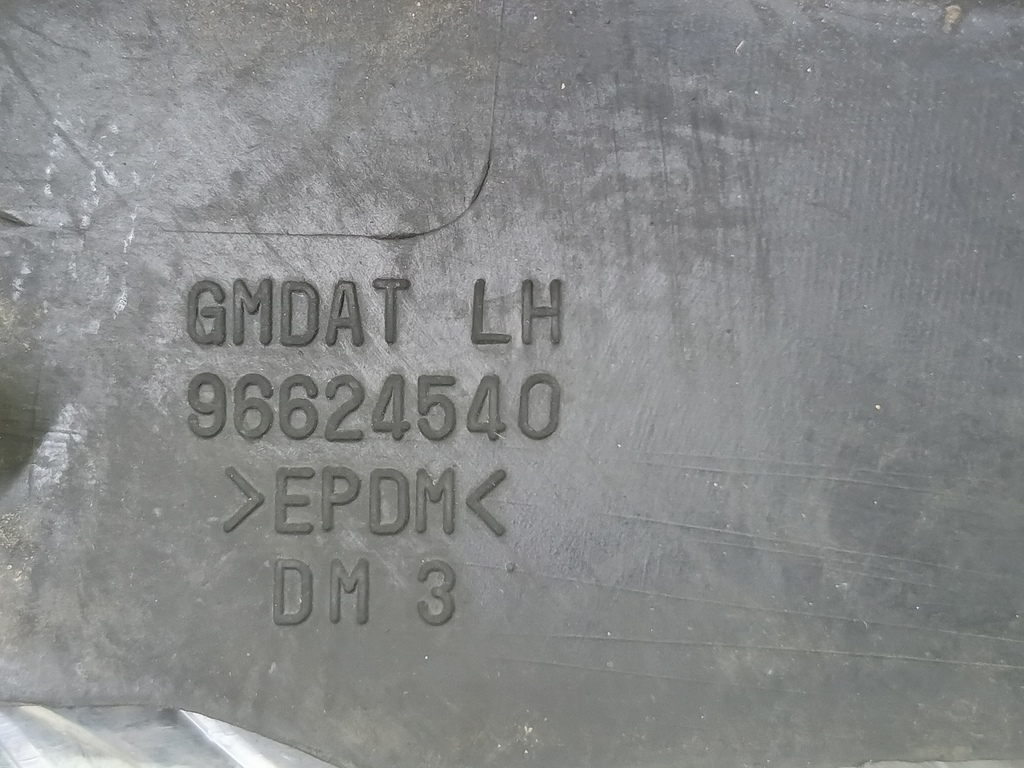 GMDAT LH
96624540
>EPDM<
DM 3